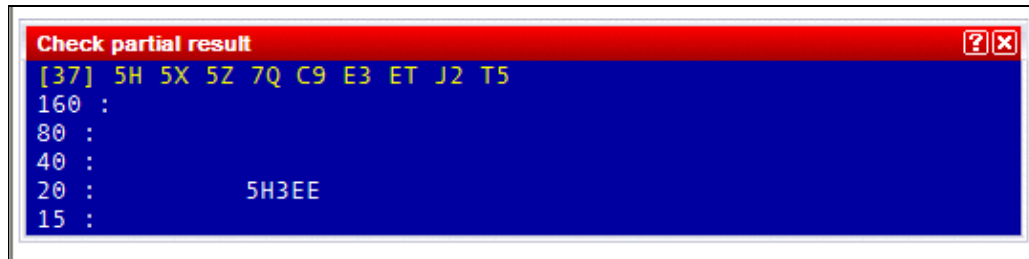 Check partial result
[37] 5H 5X 5Z 7Q C9 E3 ET J2 T5
160 :
80 :
40 :
20 : 5H3EE
15 :